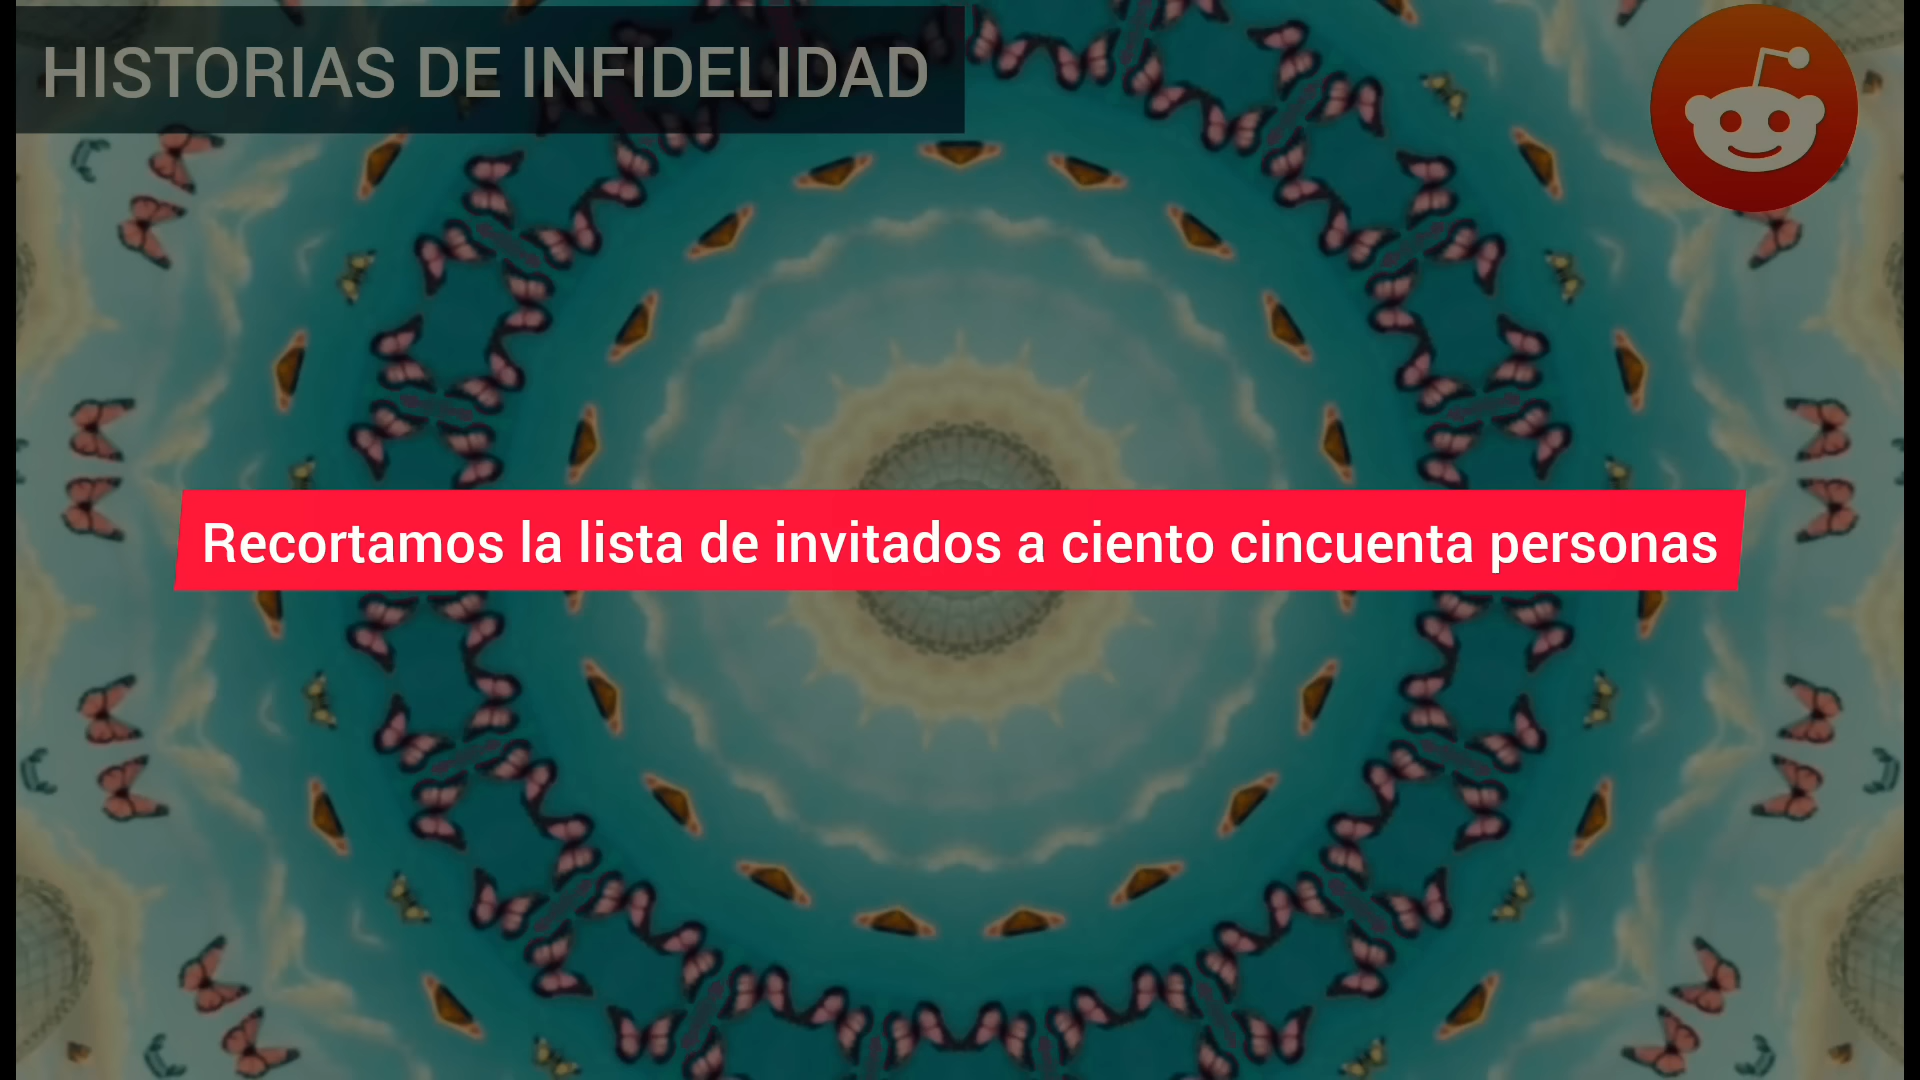 HISTORIAS DE INFIDELIDAD
Recortamos la lista de invitados a ciento cincuenta personas